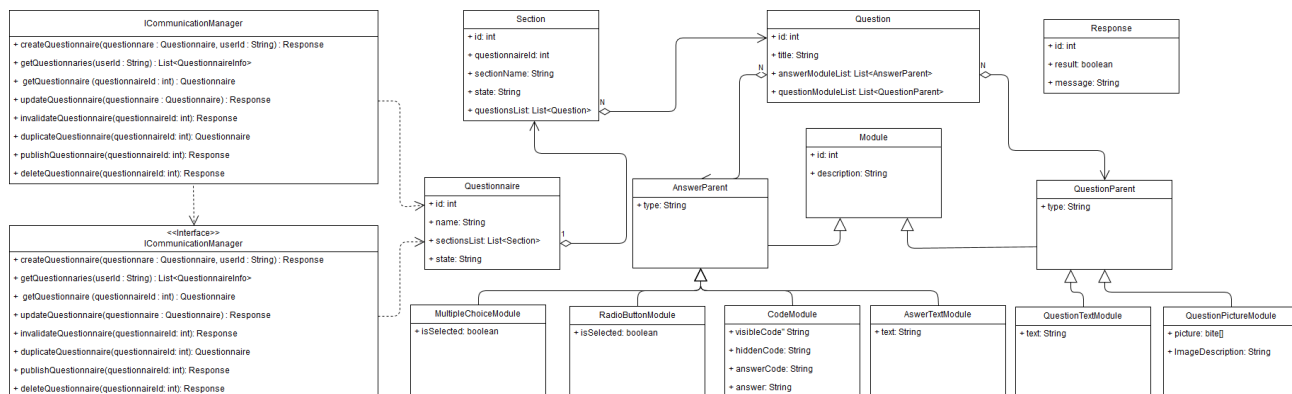 ICommunicationManager
+ createQuestionnaire(questionnare : Questionnaire, userId : String) : Response
+ getQuestionnaries(userId : String) : List<QuestionnaireInfo>
+ getQuestionnaire (questionnaireId : int) : Questionnaire
+ updateQuestionnaire(questionnaire : Questionnaire) : Response
+ invalidateQuestionnaire(questionnaireId: int): Response
+ duplicateQuestionnaire(questionnaireId: int): Questionnaire
+ publishQuestionnaire(questionnaireId: int): Response
+ deleteQuestionnaire(questionnaireId: int): Response
<<Interface>>
ICommunicationManager
+ createQuestionnaire(questionnaire : Questionnaire, userId : String) : Response
+ getQuestionnaries(userId : String) : List<QuestionnaireInfo>
+ getQuestionnaire (questionnaireId : int) : Questionnaire
+ updateQuestionnaire(questionnaire : Questionnaire) : Response
+ invalidateQuestionnaire(questionnaireId: int): Response
+ duplicateQuestionnaire(questionnaireId: int): Questionnaire
+ publishQuestionnaire(questionnaireId: int): Response
+ deleteQuestionnaire(questionnaireId: int): Response
Section
+ id: int
+ questionnaireId: int
+ sectionName: String
+ state: String
+ questionsList: List<Question>
N
Question
+ id: int
+ title: String
+ answerModuleList: List<AnswerParent>
+ questionModuleList: List<QuestionParent>
N
N
Response
+ id: int
+ result: boolean
+ message: String
Questionnaire
+ id: int
+ name: String
+ sectionsList: List<Section>
+ state: String
1
AnswerParent
+ type: String
Module
+ id: int
+ description: String
QuestionParent
+ type: String
MultipleChoiceModule
+ isSelected: boolean
RadioButtonModule
+ isSelected: boolean
CodeModule
+ visibleCode" String
+ hiddenCode: String
+ answerCode: String
+ answer: String
AswerTextModule
+ text: String
QuestionTextModule
+ text: String
QuestionPictureModule
+ picture: bite[]
+ ImageDescription: String